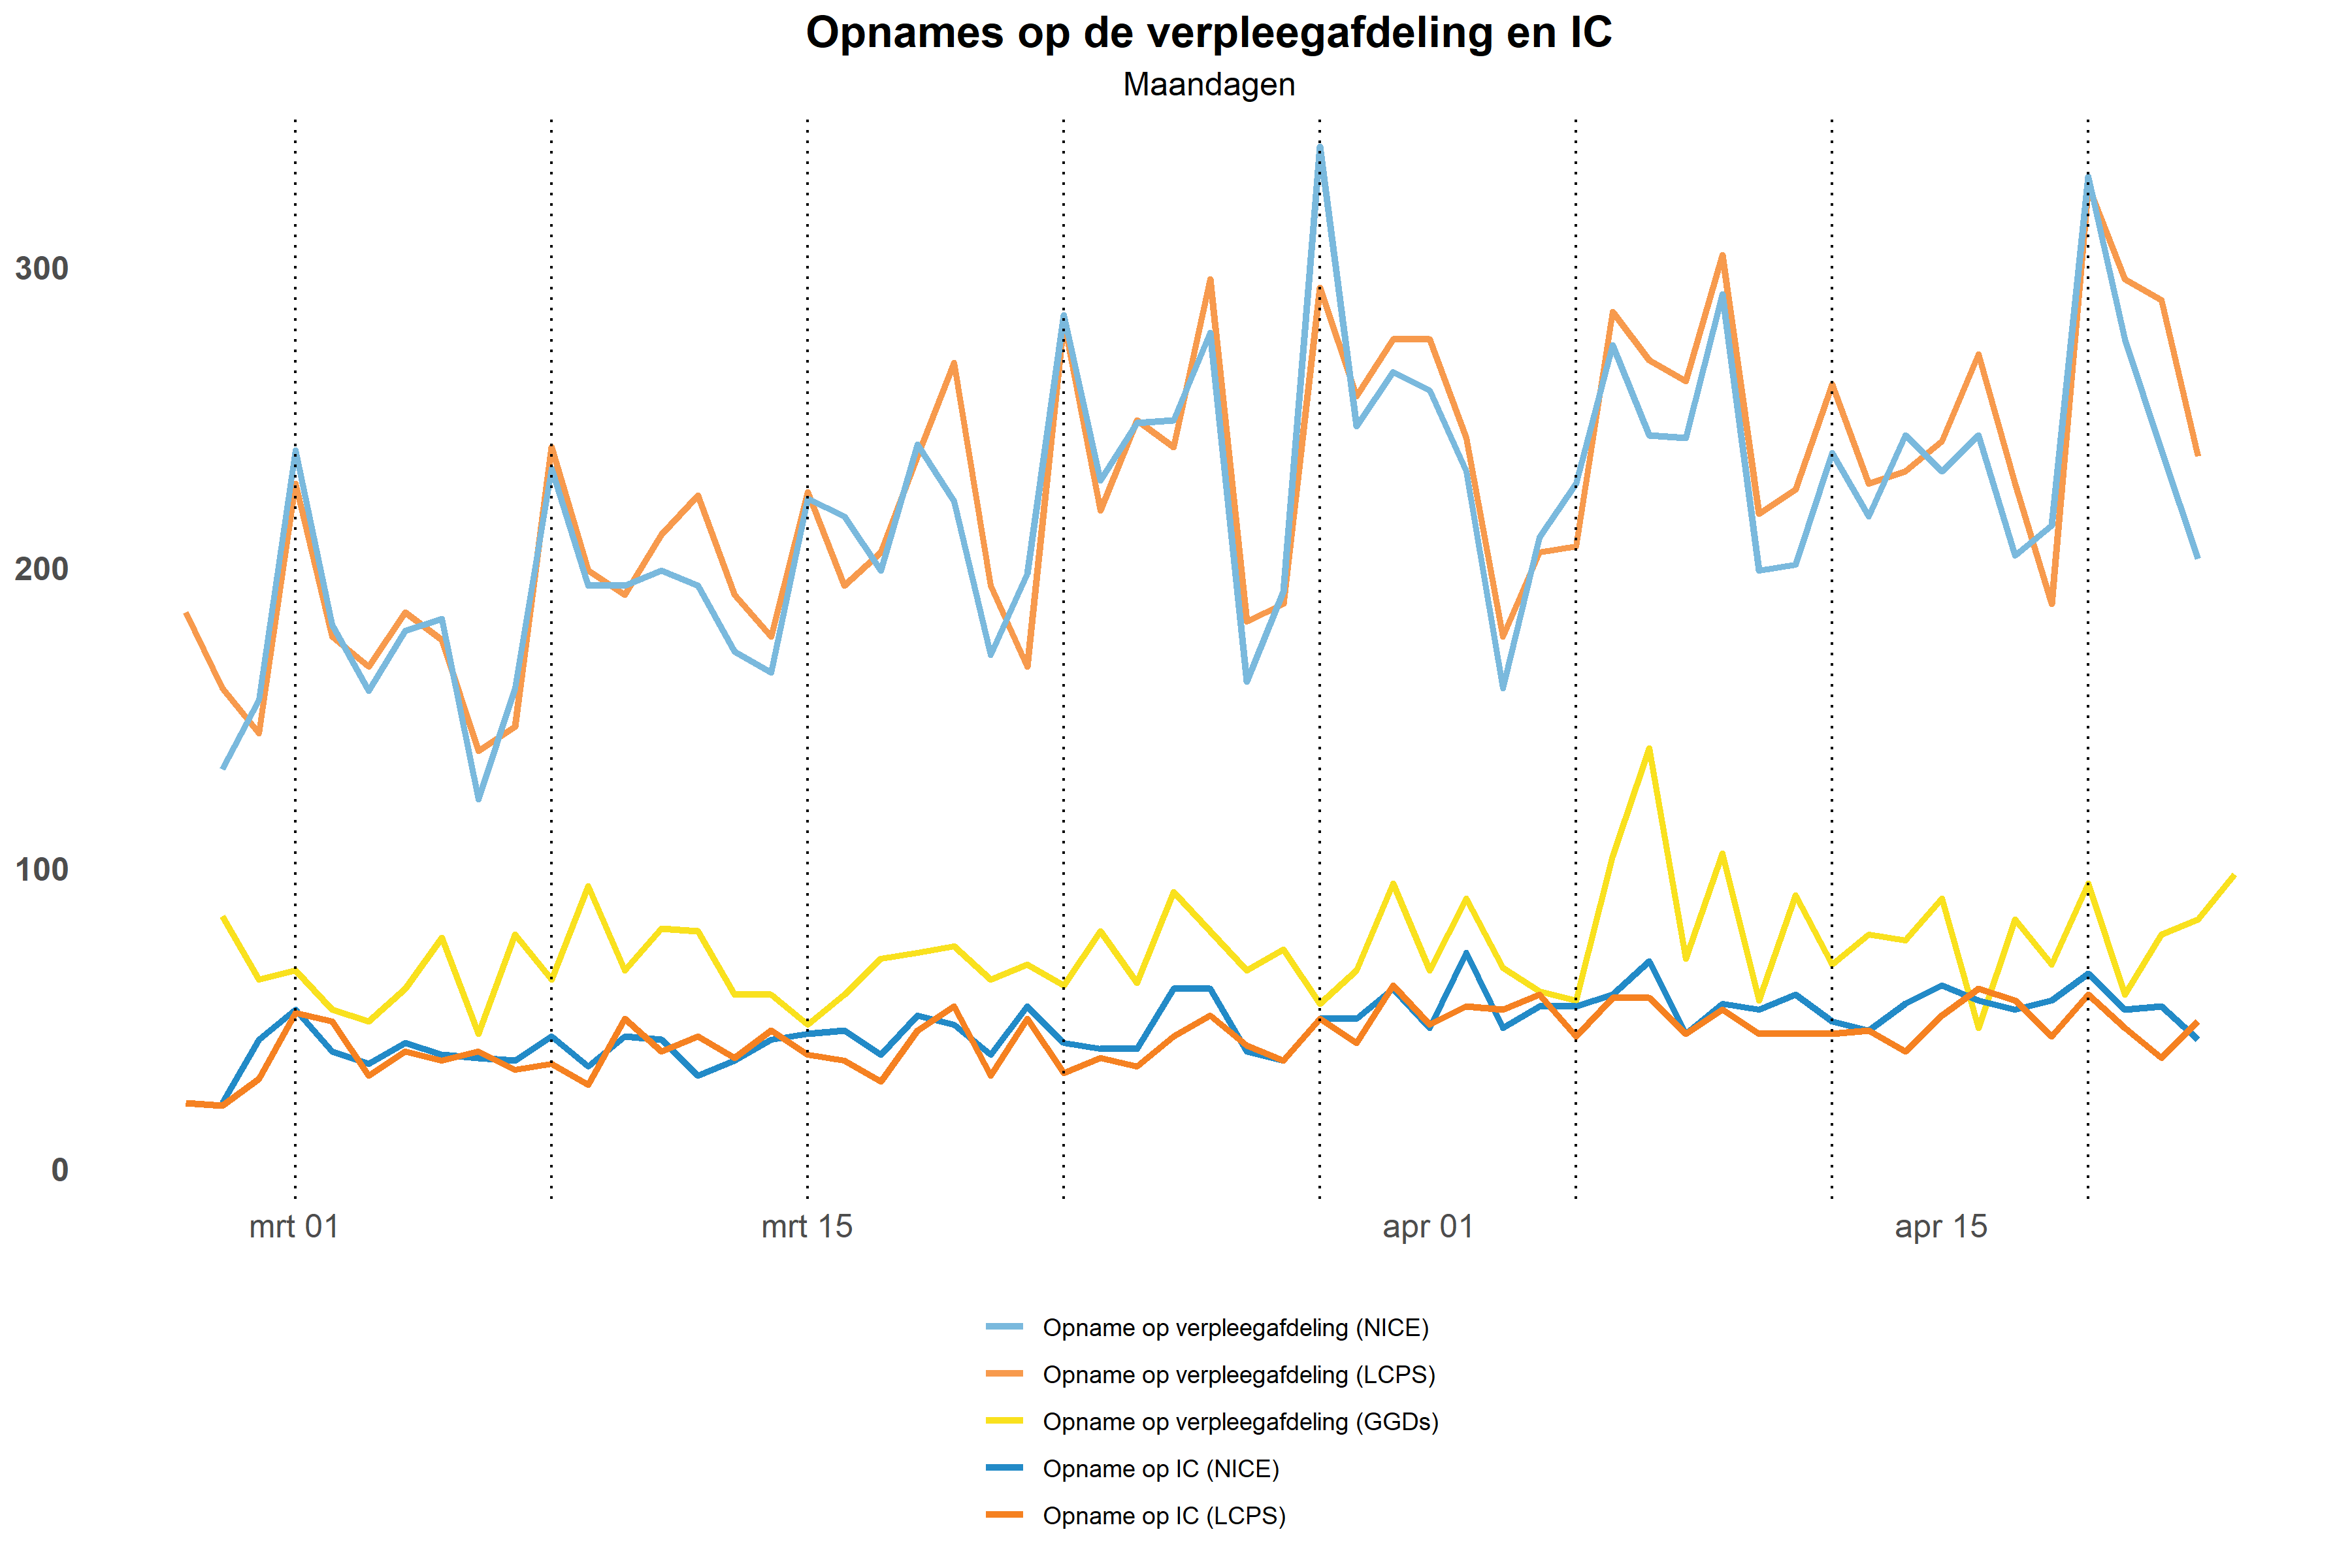 Opnames op de verpleegafdeling en IC
Maandagen
300
200
100
0
mrt 01 mrt 15 apr 01 apr 15
Opname op verpleegafdeling (NICE)
Opname op verpleegafdeling (LCPS)
Opname op verpleegafdeling (GGDs)
Opname op IC (NICE)
Opname op IC (LCPS)